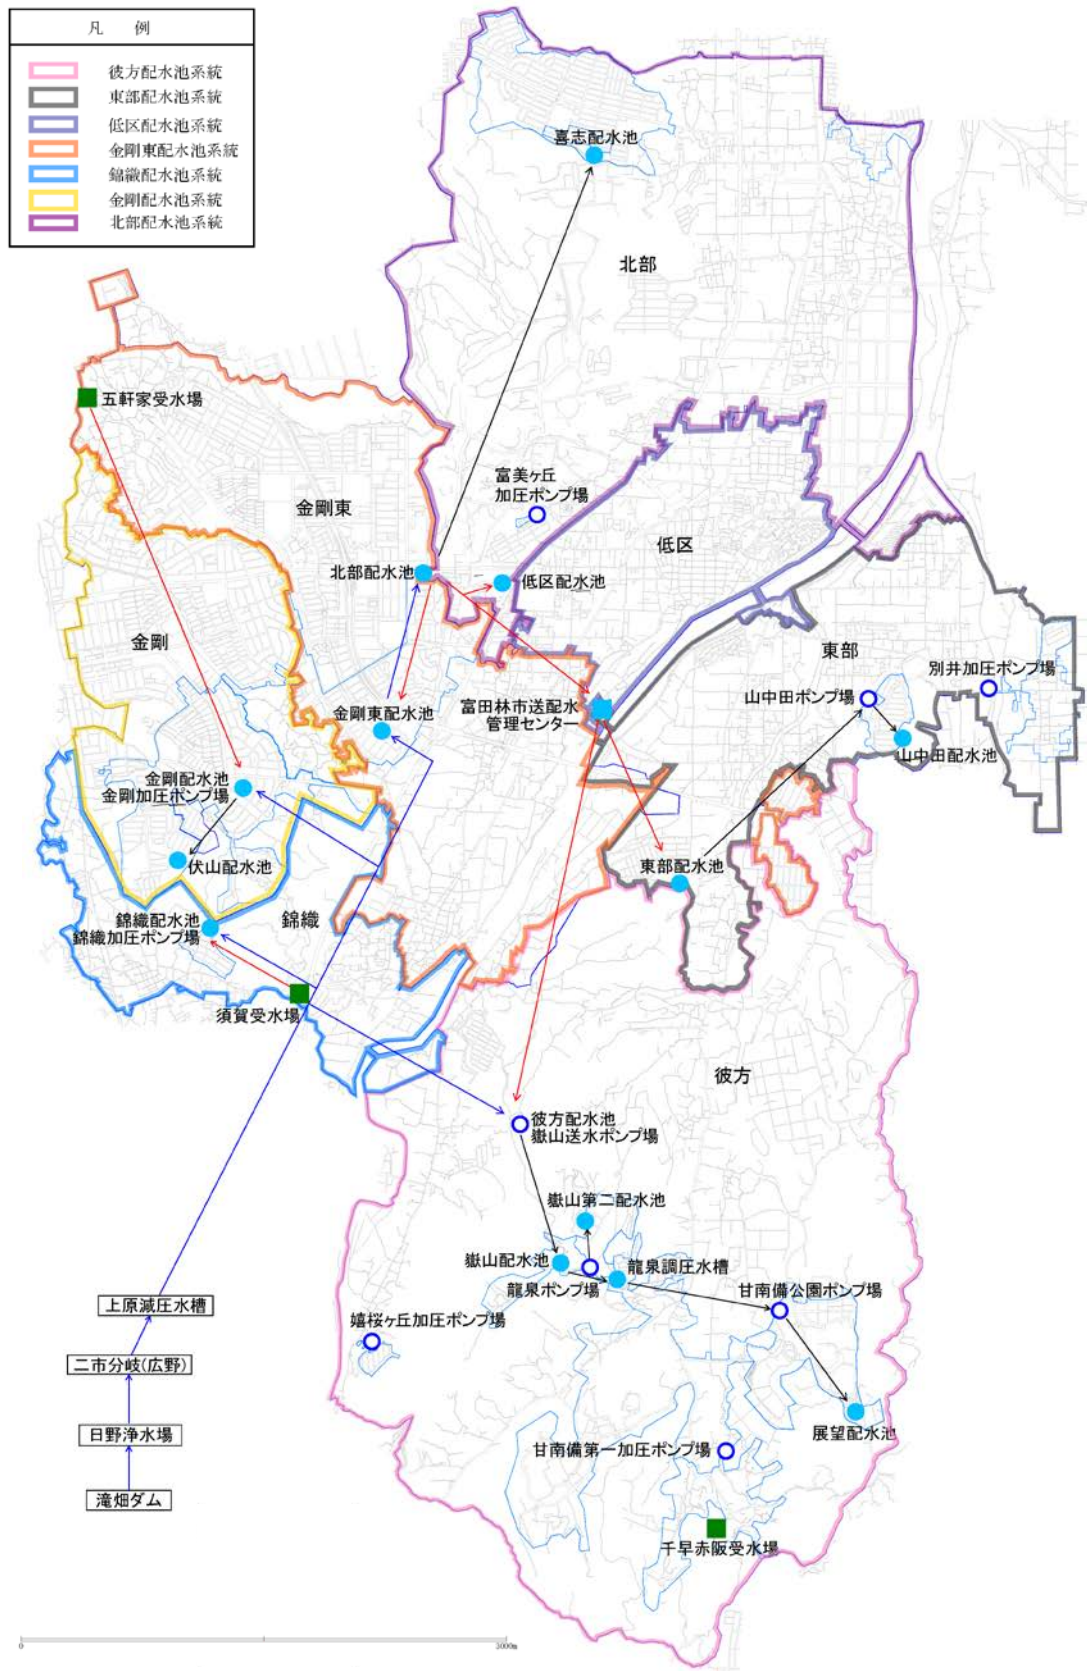 凡　例
彼方配水池系統
東部配水池系統
低区配水池系統
金剛東配水池系統
錦織配水池系統
金剛配水池系統
北部配水池系統
喜志配水池
北部
五軒家受水場
富美ヶ丘
加圧ポンプ場
金剛東
低区
北部配水池
低区配水池
金剛
東部
別井加圧ポンプ場
山中田ポンプ場
金剛東配水池
富田林市送配水
管理センター
山中田配水池
金剛配水池
金剛加圧ポンプ場
伏山配水池
東部配水池
錦織配水池
錦織加圧ポンプ場
錦織
須賀受水場
彼方
彼方配水池
嶽山送水ポンプ場
嶽山第二配水池
嶽山配水池
龍泉調圧水槽
龍泉ポンプ場
甘南備公園ポンプ場
上原減圧水槽
嬉桜ヶ丘加圧ポンプ場
二市分岐(広野)
展望配水池
日野浄水場
甘南備第一加圧ポンプ場
滝畑ダム
千早赤阪受水場
0
3000m